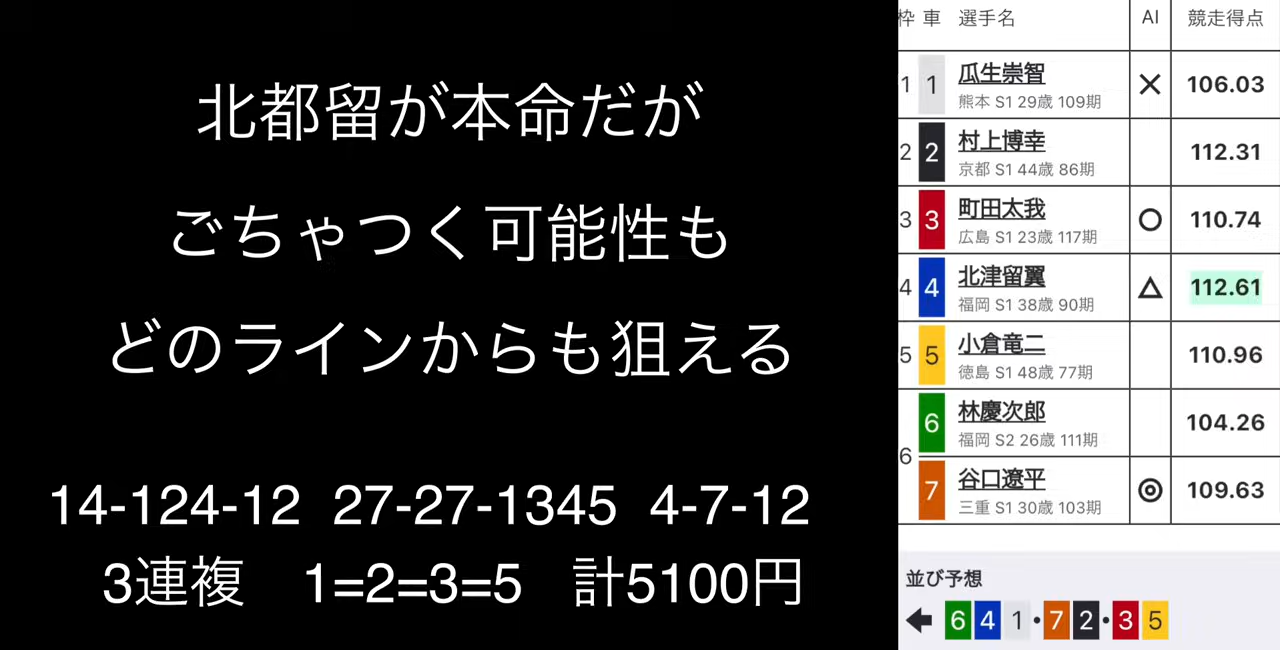 北都留が本命だが
ごちゃつく可能性も
どのラインからも狙える
14-124-12 27-27-1345 4-7-12
3連複 1=2=3=5 計5100円
枠 車 選手名 AI 競走得点
1 1 瓜生崇智 × 106.03
熊本 S1 29歳 109期
2 2 村上博幸 112.31
京都 S1 44歳 86期
3 3 町田太我 ○ 110.74
広島 S1 23歳 117期
4 4 北津留翼 △ 112.61
福岡 S1 38歳 90期
5 5 小倉竜二 110.96
徳島 S1 48歳 77期
6 6 林慶次郎 104.26
福岡 S2 26歳 111期
7 谷口遼平 ◎ 109.63
三重 S1 30歳 103期
並び予想
← 6 4 1・7 2・3 5